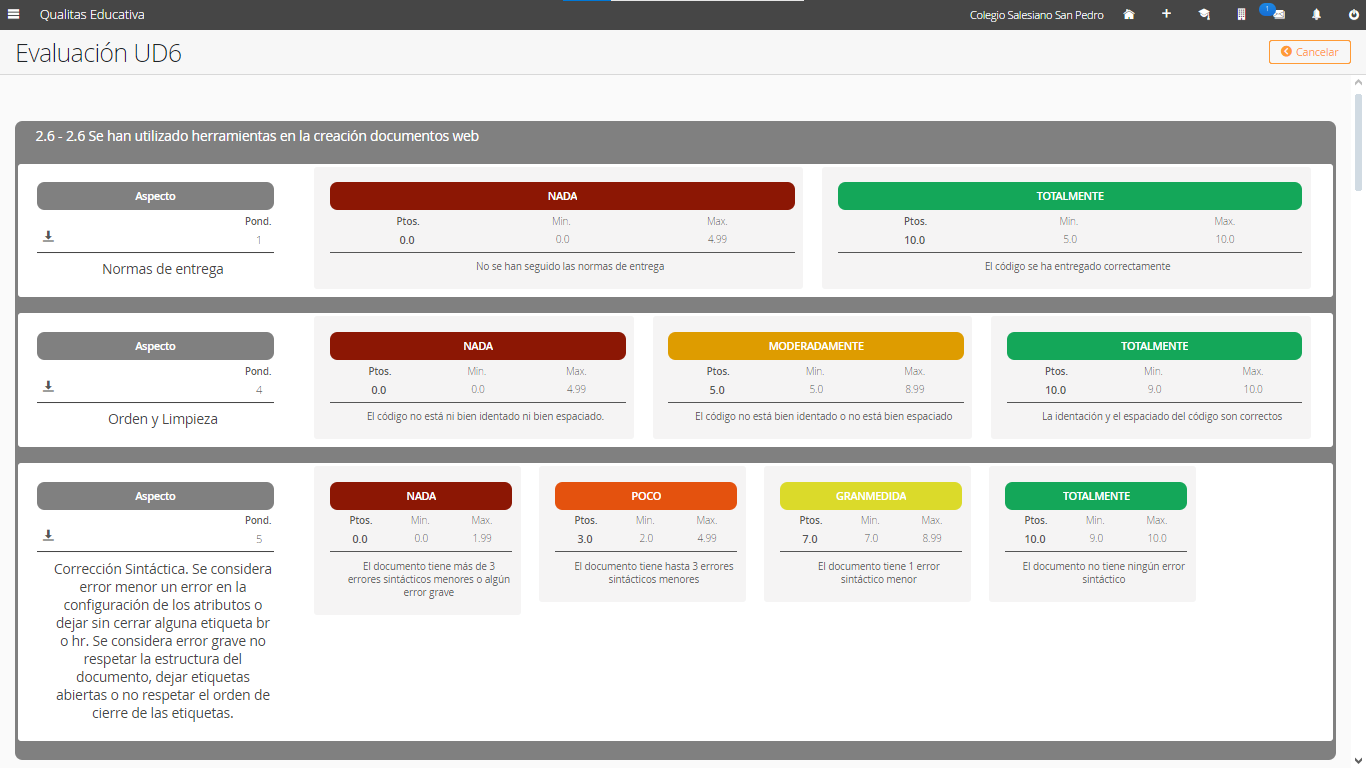 Qualitas Educativa
Colegio Salesiano San Pedro
1
Evaluación UD6
Cancelar
2.6 - 2.6 Se han utilizado herramientas en la creación documentos web
Aspecto
Pond.
1
Normas de entrega
NADA
Ptos. Min. Max.
0.0 0.0 4.99
No se han seguido las normas de entrega
TOTALMENTE
Ptos. Min. Max.
10.0 5.0 10.0
El código se ha entregado correctamente
Aspecto
Pond.
4
Orden y Limpieza
NADA
Ptos. Min. Max.
0.0 0.0 4.99
El código no está ni bien identado ni bien espaciado.
MODERADAMENTE
Ptos. Min. Max.
5.0 5.0 8.99
El código no está bien identado o no está bien espaciado
TOTALMENTE
Ptos. Min. Max.
10.0 9.0 10.0
La identación y el espaciado del código son correctos
Aspecto
Pond.
5
Corrección Sintáctica. Se considera
error menor un error en la
configuración de los atributos o
dejar sin cerrar alguna etiqueta br
o hr. Se considera error grave no
respetar la estructura del
documento, dejar etiquetas
abiertas o no respetar el orden de
cierre de las etiquetas.
NADA
Ptos. Min. Max.
0.0 0.0 1.99
El documento tiene más de 3
errores sintácticos menores o algún
error grave
POCO
Ptos. Min. Max.
3.0 2.0 4.99
El documento tiene hasta 3 errores
sintácticos menores
GRANMEDIDA
Ptos. Min. Max.
7.0 7.0 8.99
El documento tiene 1 error
sintáctico menor
TOTALMENTE
Ptos. Min. Max.
10.0 9.0 10.0
El documento no tiene ningún error
sintáctico